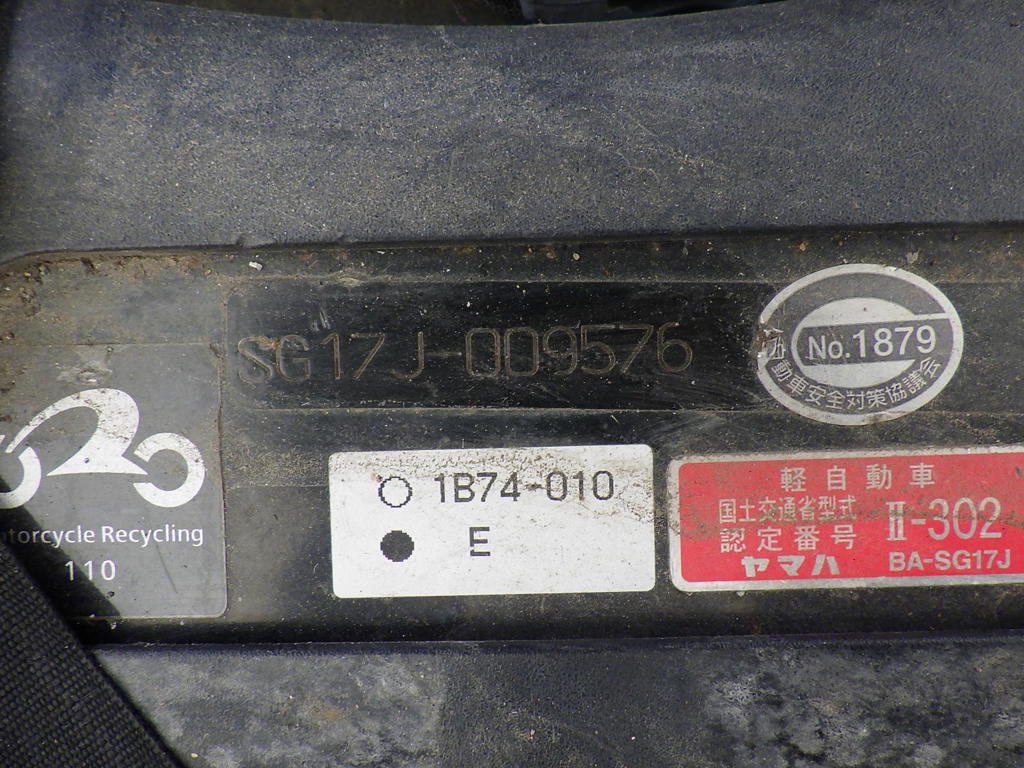 SG17J-009576
No.1879
自動車安全対策協議会
Motorcycle Recycling
110
1B74-010
E
軽自動車
国土交通省型式
認定番号 II-302
ヤマハ BA-SG17J